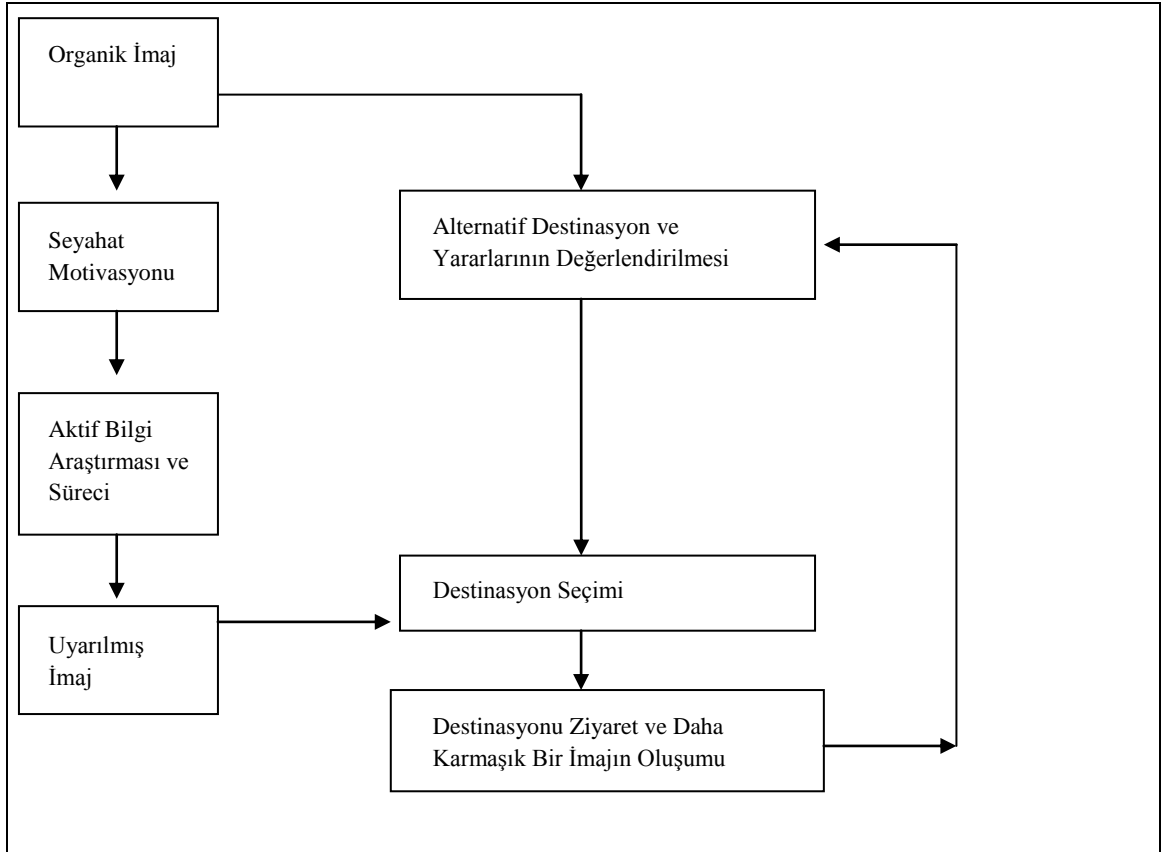 Organik İmaj
Seyahat
Motivasyonu
Aktif Bilgi
Araştırması ve
Süreci
Uyarılmış
İmaj
Alternatif Destinasyon ve
Yararlarının Değerlendirilmesi
Destinasyon Seçimi
Destinasyonu Ziyaret ve Daha
Karmaşık Bir İmajın Oluşumu